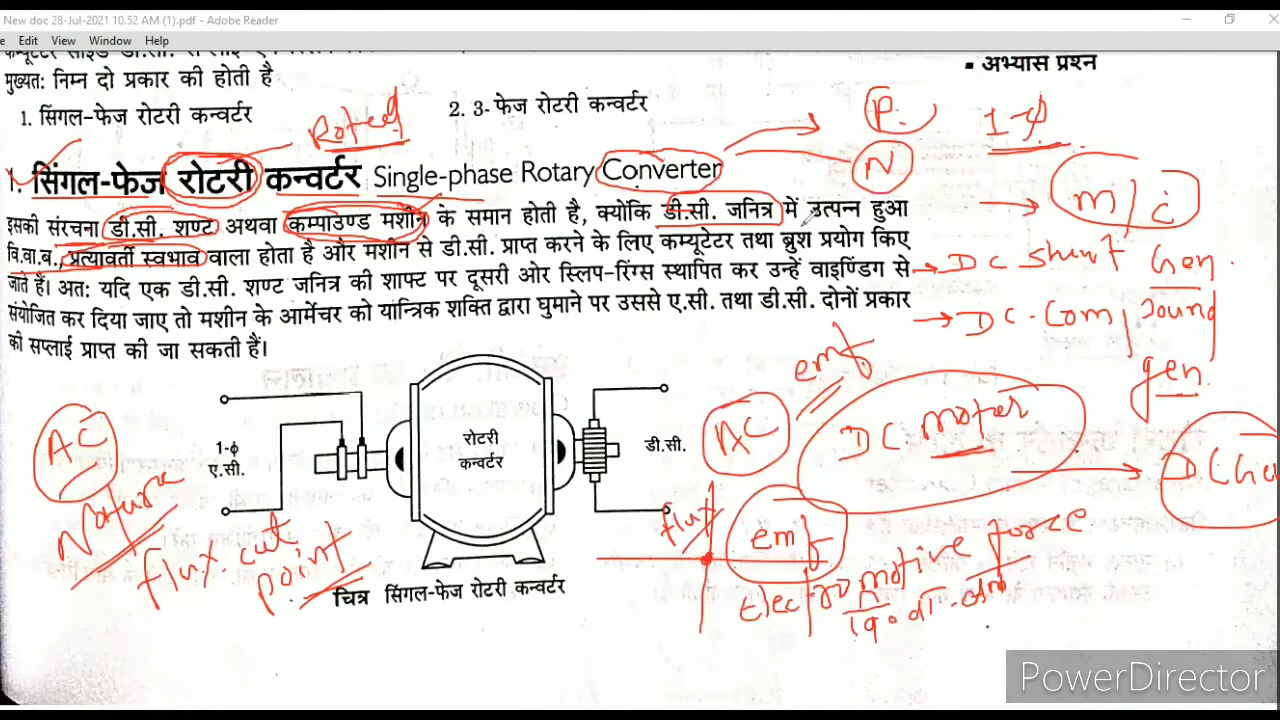 New doc 28-Jul-2021 10.52 AM (1).pdf - Adobe Reader
Edit View Window Help
मुख्यतः निम्न दो प्रकार की होती है
▪ अभ्यास प्रश्न
1. सिंगल-फेज रोटरी कन्वर्टर
2. 3-फेज रोटरी कन्वर्टर
P.
1-ϕ
N
1. सिंगल-फेज रोटरी कन्वर्टर Single-phase Rotary Converter
m/c
इसकी संरचना डी.सी. शण्ट अथवा कम्पाउण्ड मशीन के समान होती है, क्योंकि डी.सी. जनित्र में उत्पन्न हुआ
वि.वा.ब., प्रत्यावर्ती स्वभाव वाला होता है और मशीन से डी.सी. प्राप्त करने के लिए कम्यूटेटर तथा ब्रुश प्रयोग किए
जाते हैं। अतः यदि एक डी.सी. शण्ट जनित्र की शाफ्ट पर दूसरी ओर स्लिप-रिंग्स स्थापित कर उन्हें वाइण्डिंग से
संयोजित कर दिया जाए तो मशीन के आर्मेचर को यान्त्रिक शक्ति द्वारा घुमाने पर उससे ए.सी. तथा डी.सी. दोनों प्रकार
की सप्लाई प्राप्त की जा सकती हैं।
DC Shunt Gen.
DC. Compound
gen.
emf
AC
Nature
1-ϕ
ए.सी.
रोटरी
कन्वर्टर
डी.सी.
AC
DC motor
flux cut
point
flux
emf
Electro motive force
चित्र सिंगल-फेज रोटरी कन्वर्टर
PowerDirector